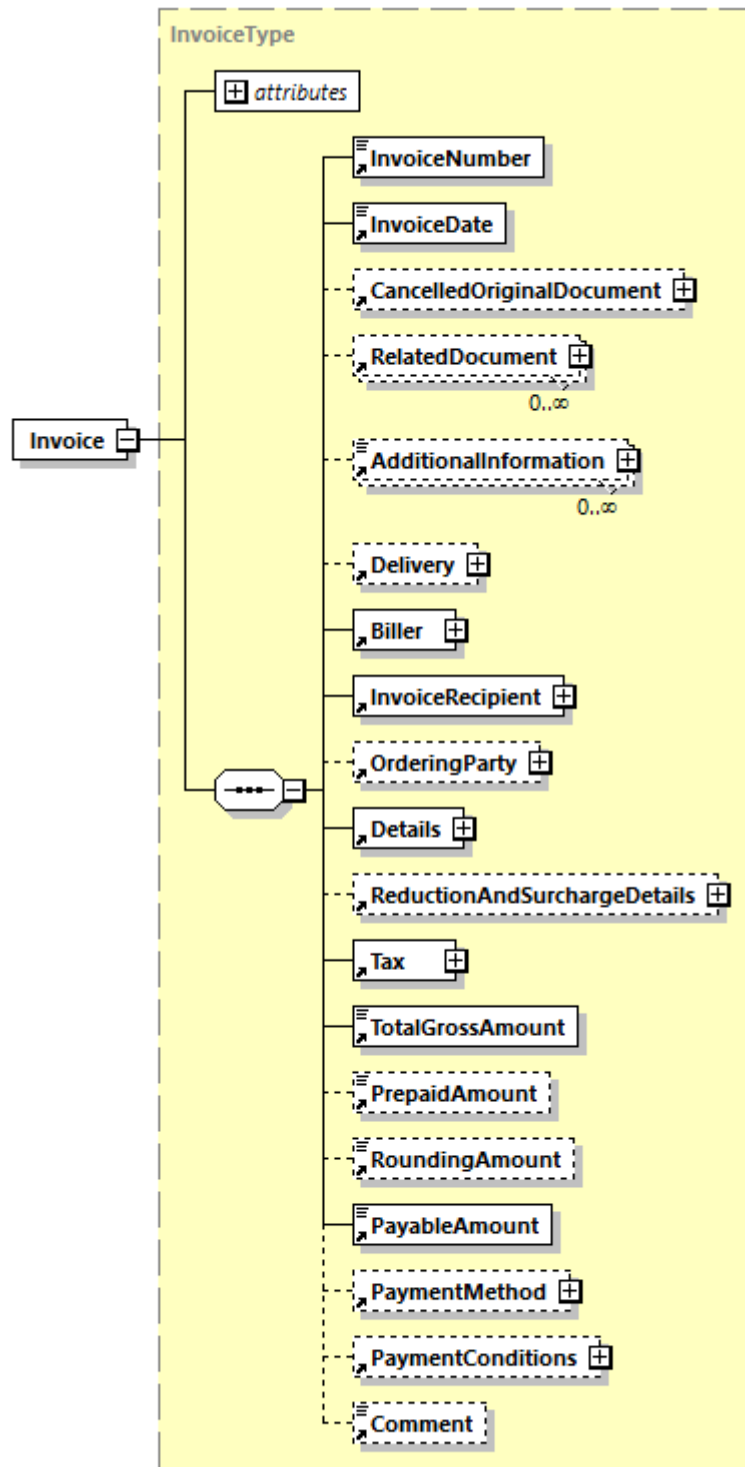 InvoiceType
attributes
InvoiceNumber
InvoiceDate
CancelledOriginalDocument
RelatedDocument
0..∞
Invoice
AdditionalInformation
0..∞
Delivery
Biller
InvoiceRecipient
OrderingParty
Details
ReductionAndSurchargeDetails
Tax
TotalGrossAmount
PrepaidAmount
RoundingAmount
PayableAmount
PaymentMethod
PaymentConditions
Comment